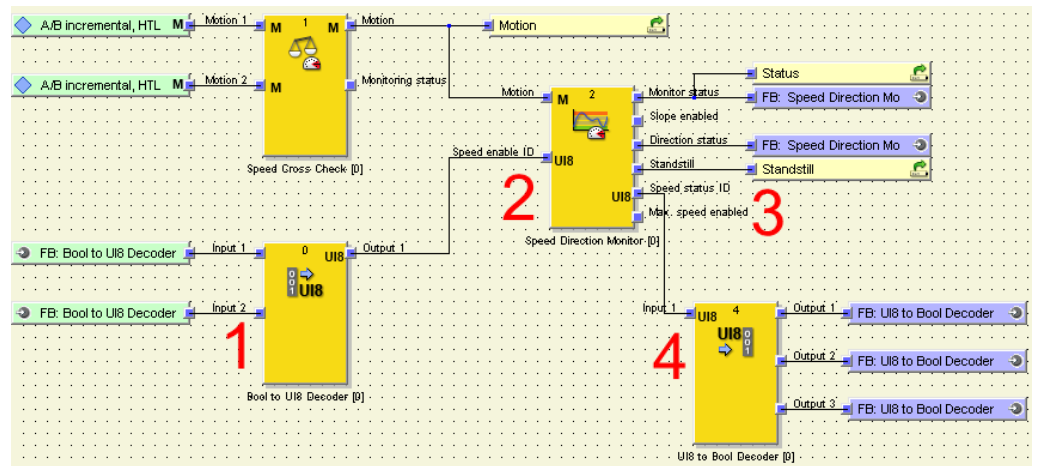 A/B incremental, HTL M Motion 1 M 1 M Motion Motion
A/B incremental, HTL M Motion 2 M Monitoring status
Speed Cross Check [0]
Motion M 2 Monitor status Status
FB: Speed Direction Mo
Slope enabled
Speed enable ID UI8 Direction status FB: Speed Direction Mo
Standstill Standstill
2 UI8 Speed status ID 3
Max. speed enabled
Speed Direction Monitor [0]
FB: Bool to UI8 Decoder Input 1 0 UI8 Output 1
001 UI8
FB: Bool to UI8 Decoder Input 2
1
Bool to UI8 Decoder [0]
Input 1 UI8 4 Output 1 FB: UI8 to Bool Decoder
4 UI8 001 Output 2 FB: UI8 to Bool Decoder
Output 3 FB: UI8 to Bool Decoder
UI8 to Bool Decoder [0]